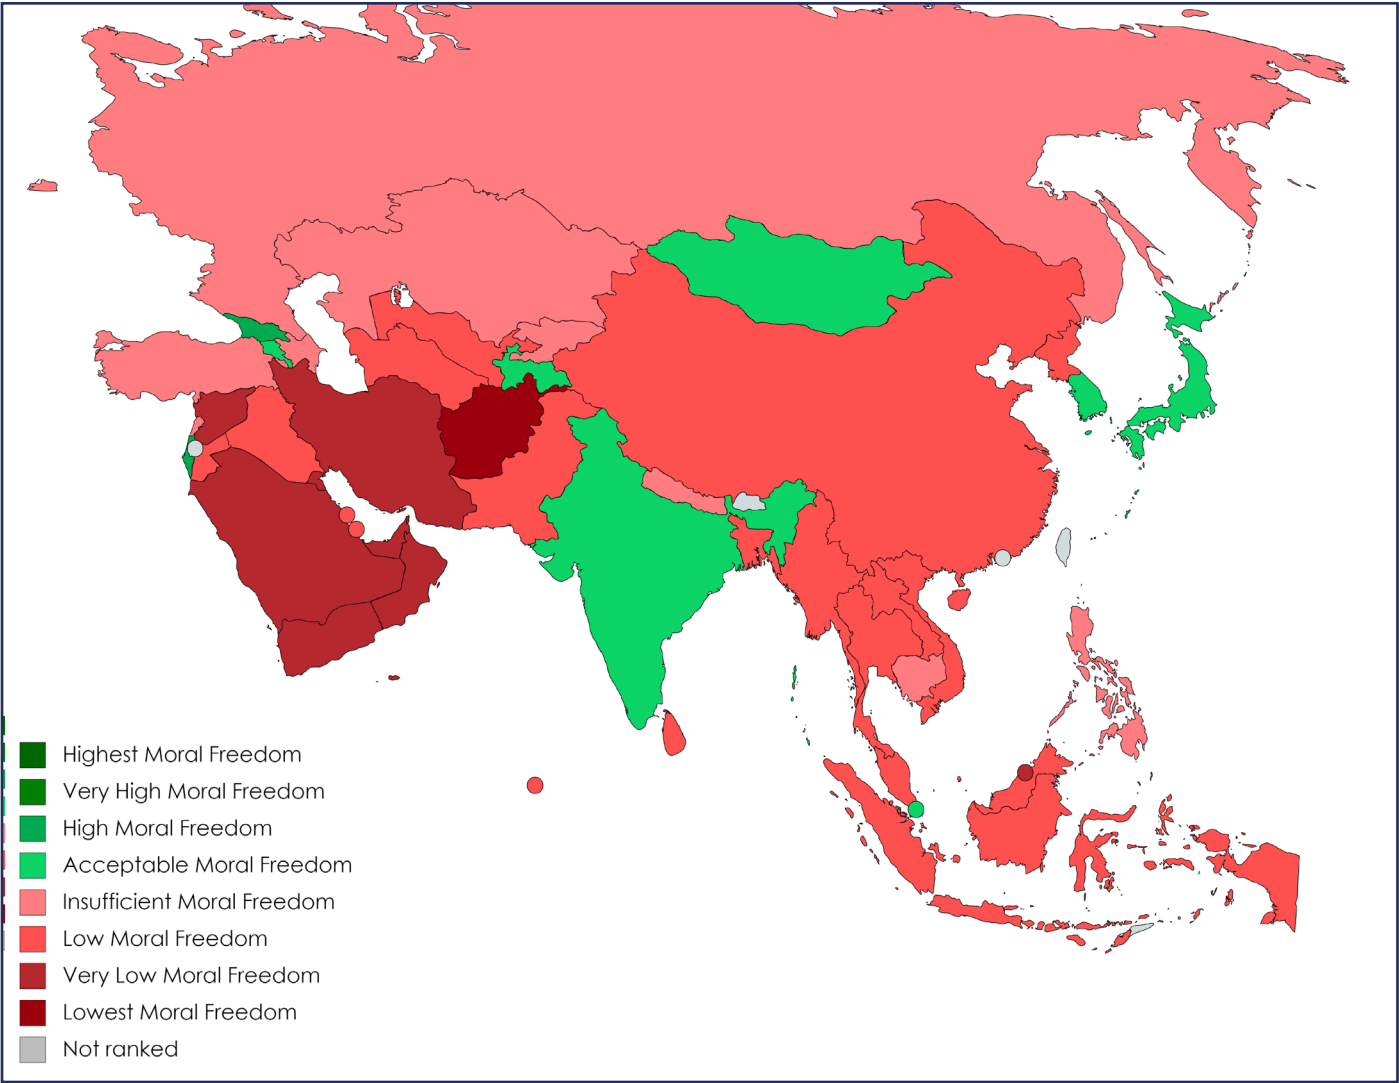 Highest Moral Freedom
Very High Moral Freedom
High Moral Freedom
Acceptable Moral Freedom
Insufficient Moral Freedom
Low Moral Freedom
Very Low Moral Freedom
Lowest Moral Freedom
Not ranked